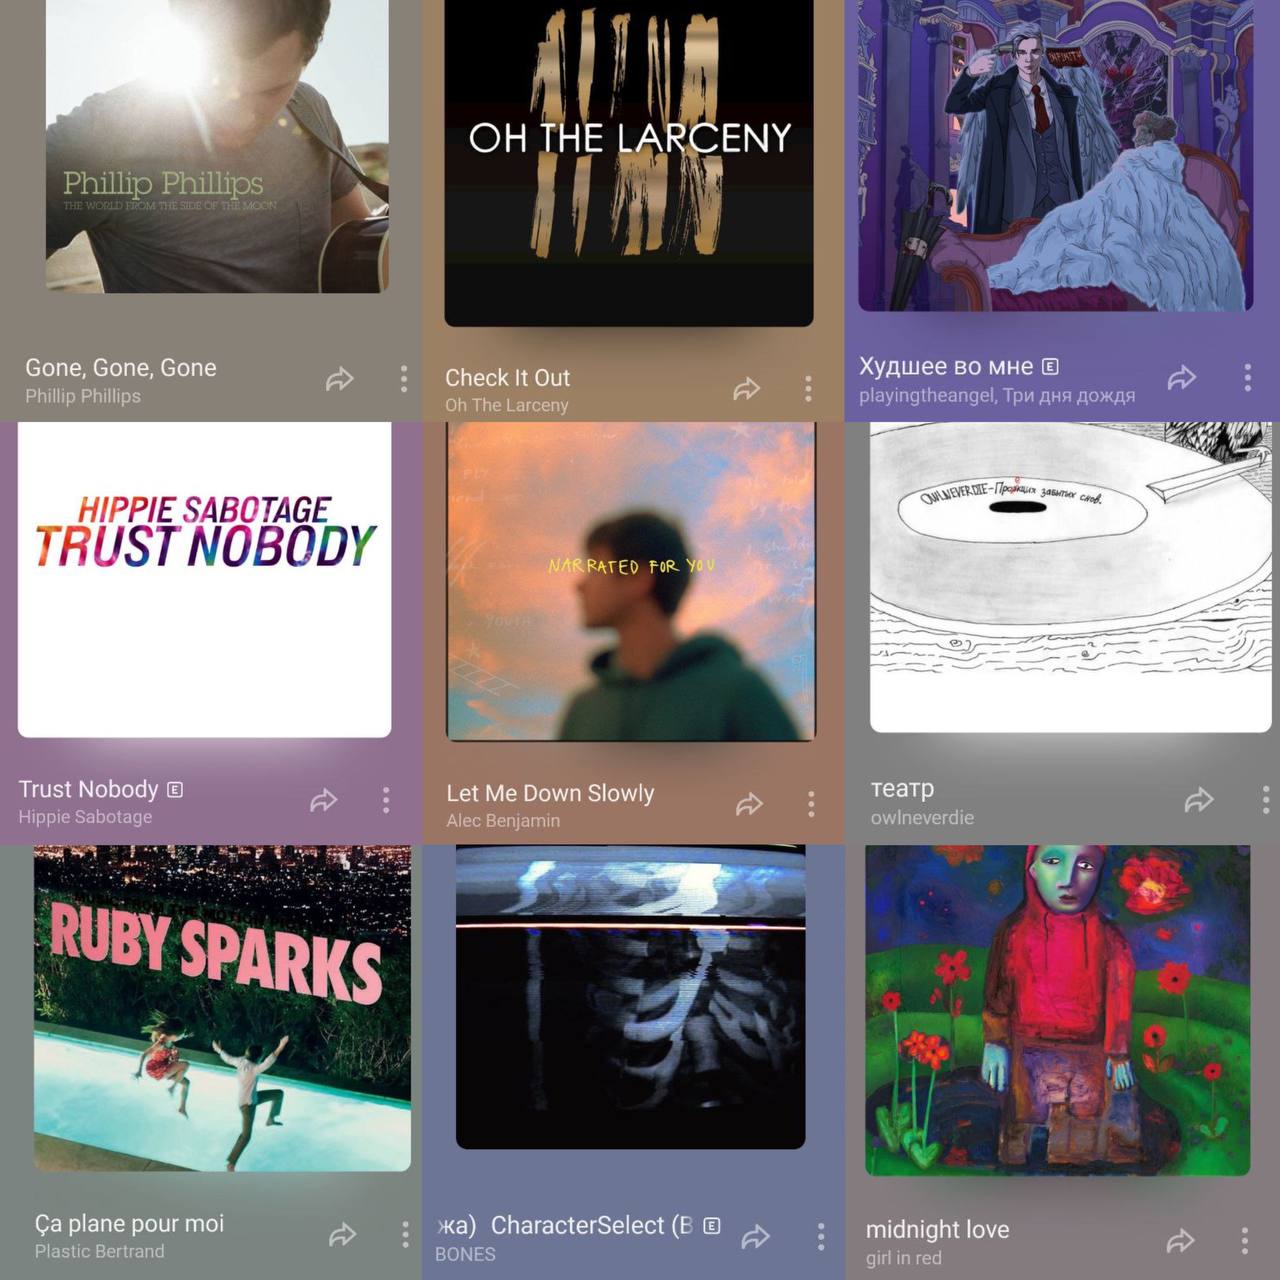 Phillip Phillips
THE WORLD FROM THE SIDE OF THE MOON
Gone, Gone, Gone
Phillip Phillips
OH THE LARCENY
Check It Out
Oh The Larceny
INFINITY
Худшее во мне E
playingtheangel, Три дня дождя
HIPPIE SABOTAGE
TRUST NOBODY
Trust Nobody E
Hippie Sabotage
NARRATED FOR YOU
Let Me Down Slowly
Alec Benjamin
OWLNEVERDIE-Проякцих забытых снов.
театр
owlneverdie
RUBY SPARKS
Ça plane pour moi
Plastic Bertrand
жа) CharacterSelect (B E
BONES
midnight love
girl in red